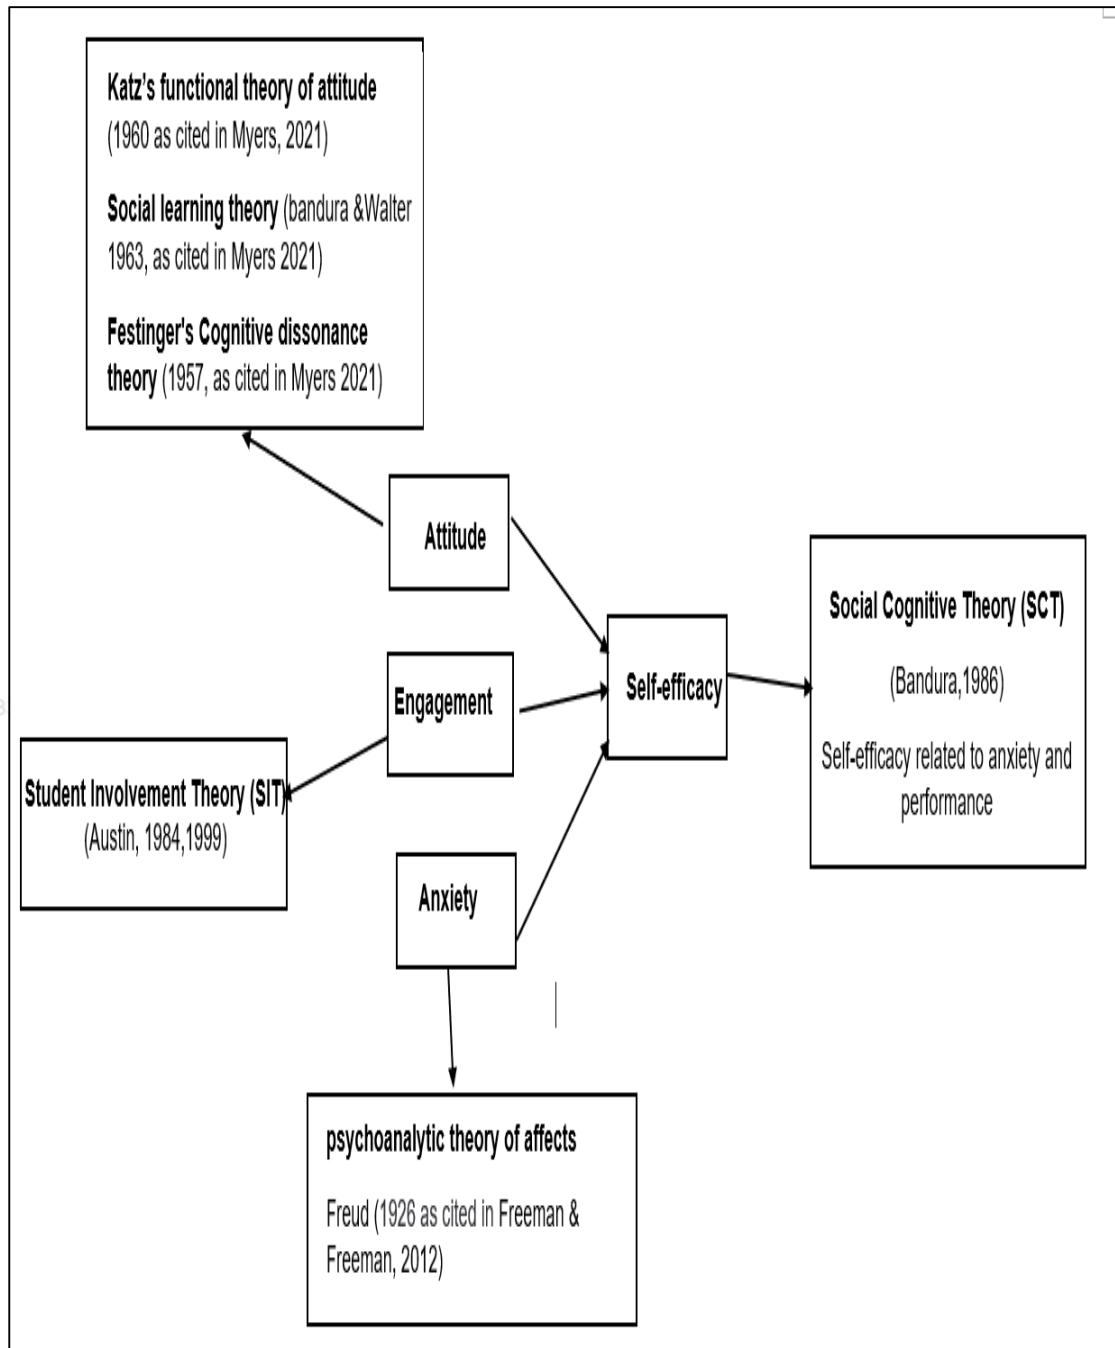 Katz's functional theory of attitude
(1960 as cited in Myers, 2021)
Social learning theory (bandura &Walter
1963, as cited in Myers 2021)
Festinger's Cognitive dissonance
theory (1957, as cited in Myers 2021)
Attitude
Engagement
Self-efficacy
Social Cognitive Theory (SCT)
(Bandura,1986)
Self-efficacy related to anxiety and
performance
Student Involvement Theory (SIT)
(Austin, 1984,1999)
Anxiety
psychoanalytic theory of affects
Freud (1926 as cited in Freeman &
Freeman, 2012)